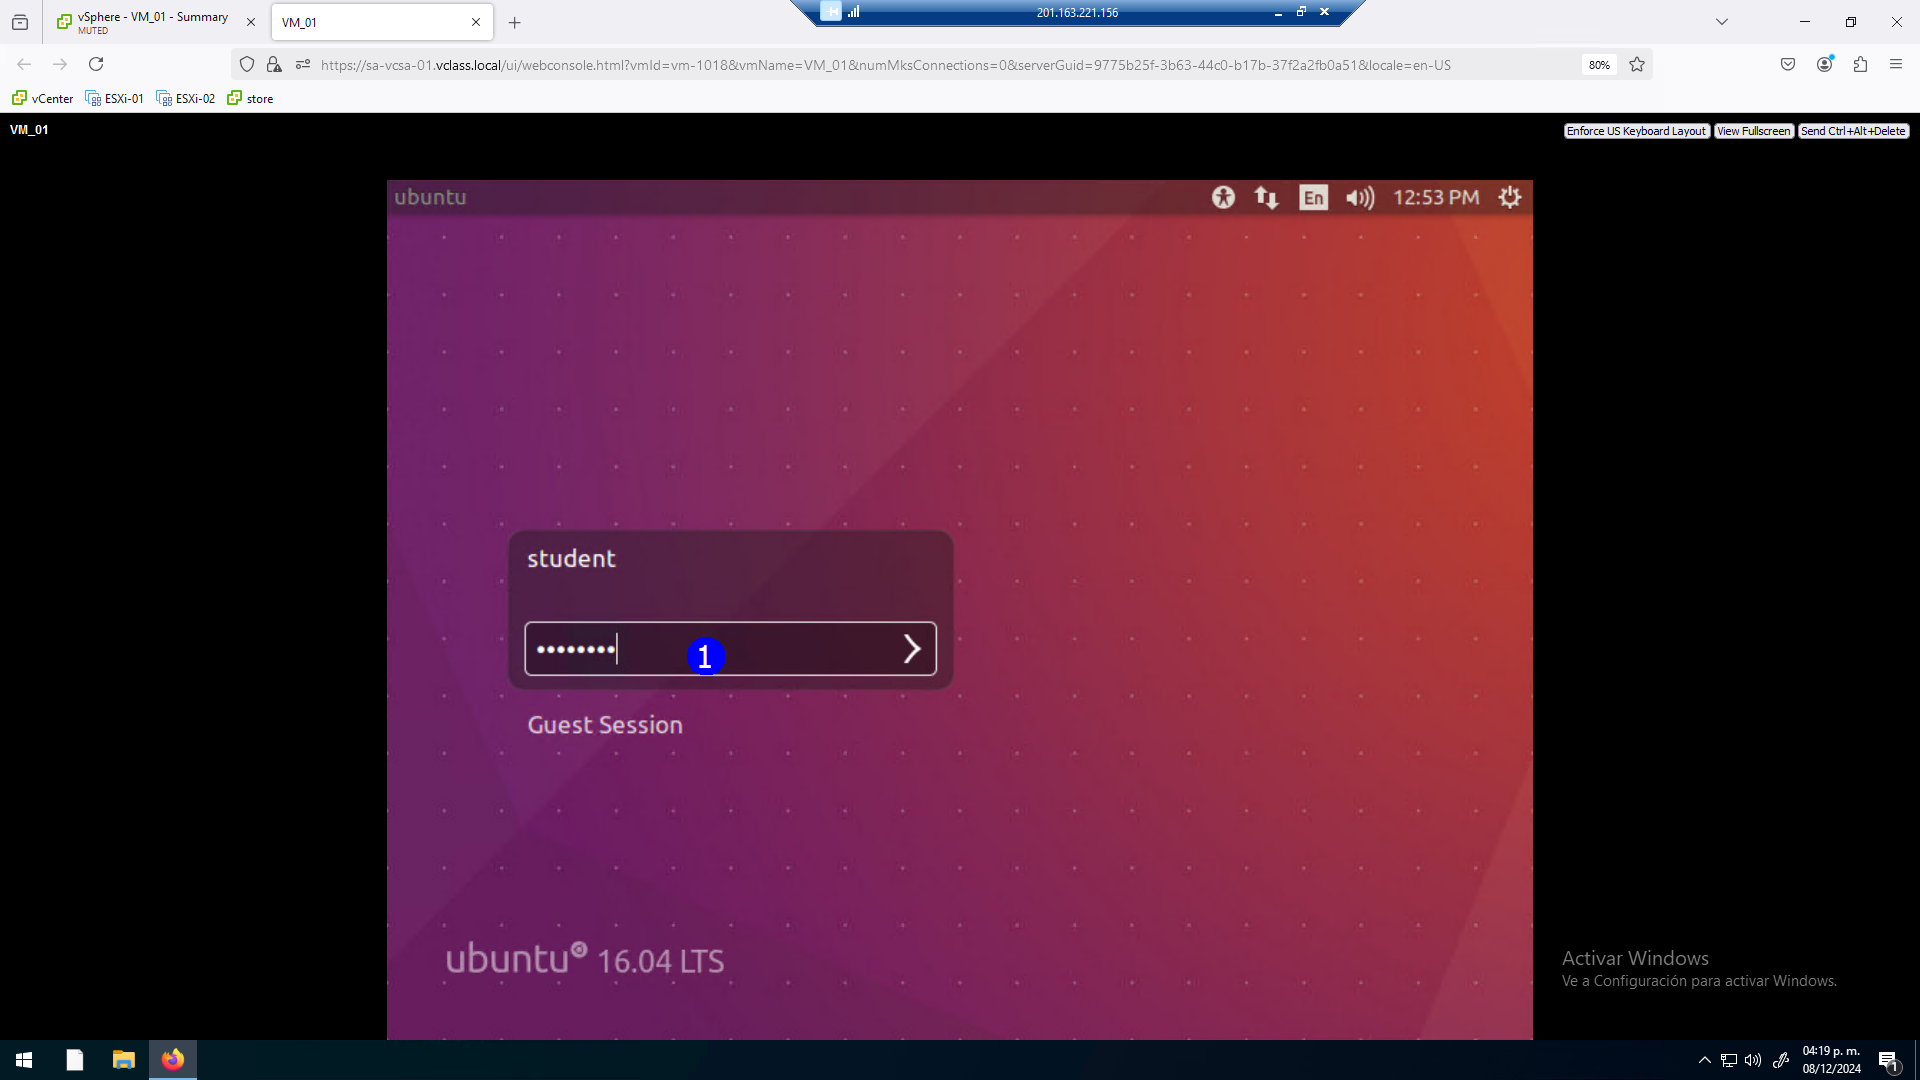 vSphere - VM_01 - Summary
MUTED
VM_01
201.163.221.156
https://sa-vcsa-01.vclass.local/ui/webconsole.html?vmId=vm-1018&vmName=VM_01&numMksConnections=0&serverGuid=9775b25f-3b63-44c0-b17b-37f2a2fb0a51&locale=en-US
80%
vCenter ESXi-01 ESXi-02 store
VM_01
Enforce US Keyboard Layout View Fullscreen Send Ctrl+Alt+Delete
ubuntu En 12:53 PM
student
••••••••
1
Guest Session
ubuntu 16.04 LTS
Activar Windows
Ve a Configuración para activar Windows.
04:19 p. m.
08/12/2024
1